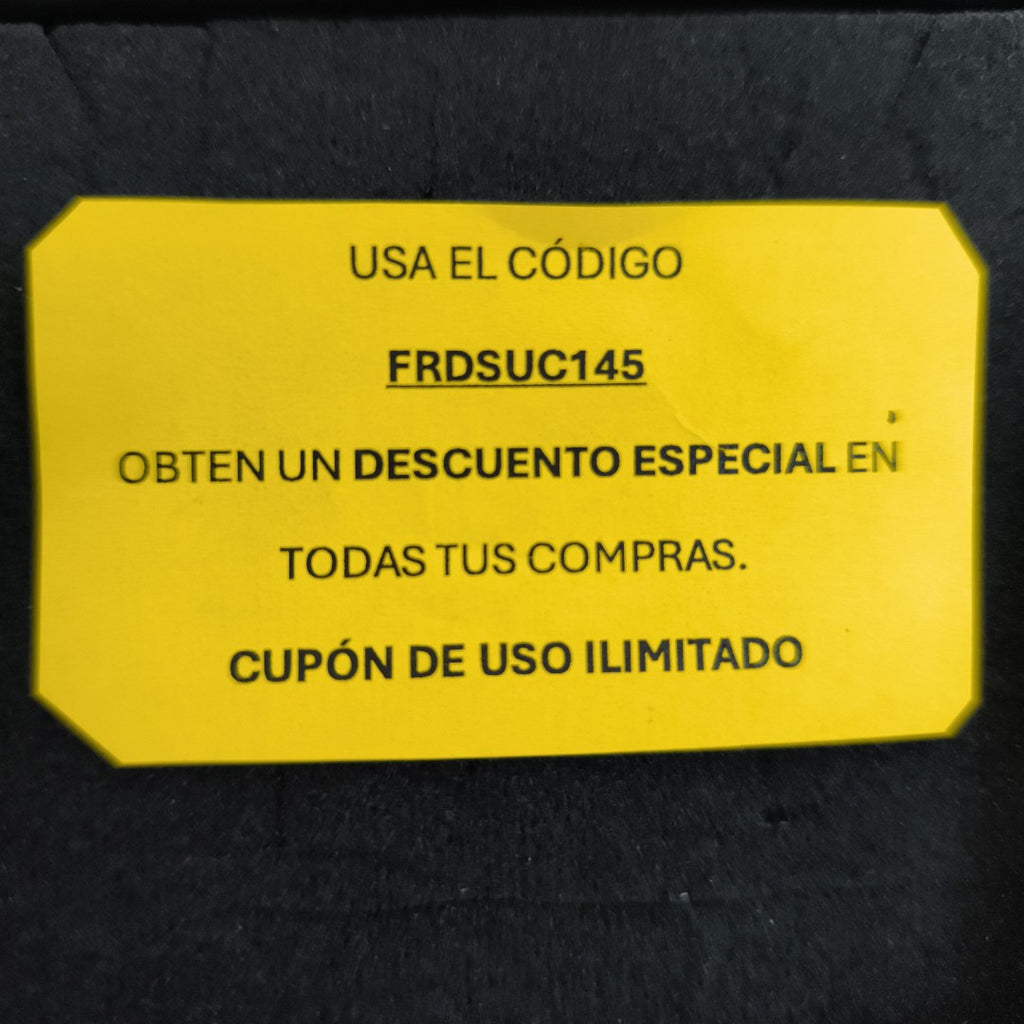 USA EL CÓDIGO
FRDSUC145
OBTEN UN DESCUENTO ESPECIAL EN
TODAS TUS COMPRAS.
CUPÓN DE USO ILIMITADO